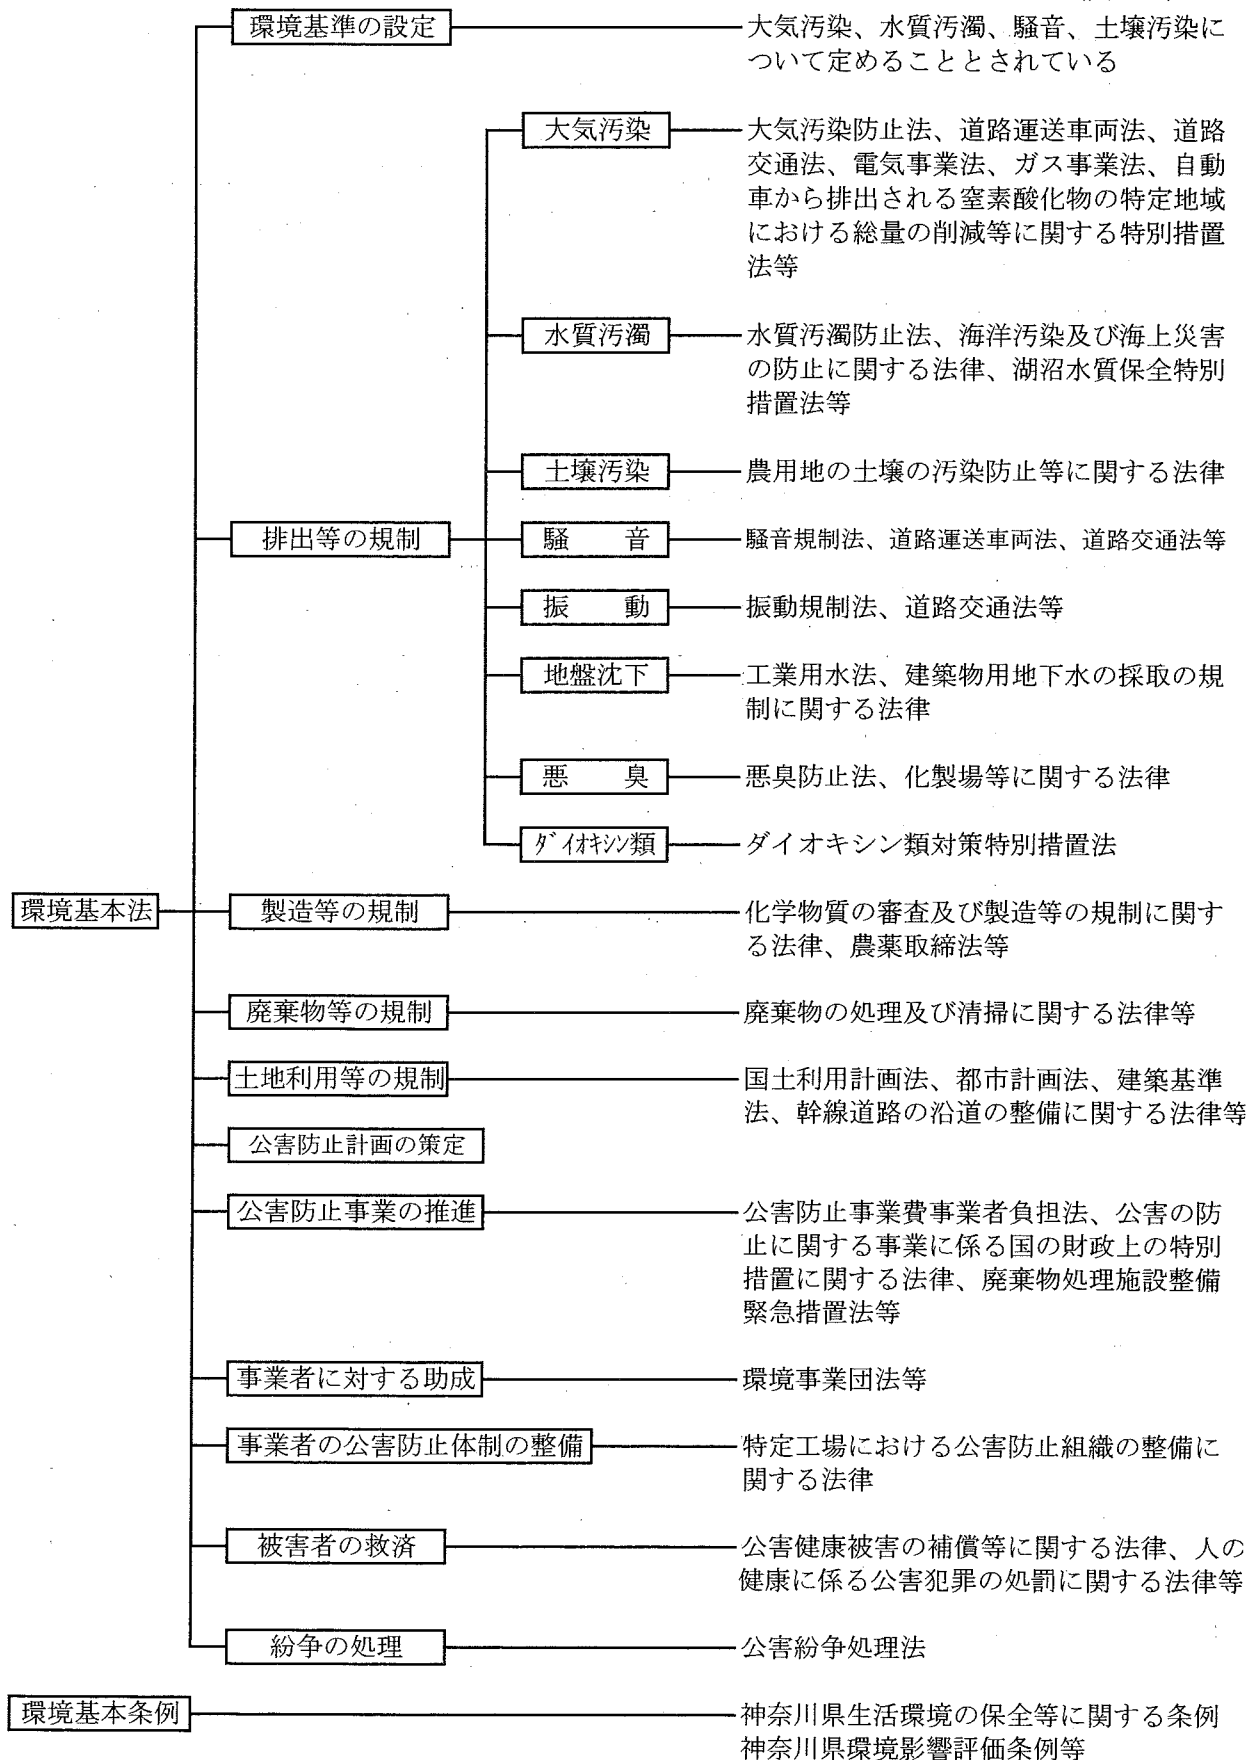 環境基準の設定
大気汚染、水質汚濁、騒音、土壌汚染に
ついて定めることとされている
大気汚染
大気汚染防止法、道路運送車両法、道路
交通法、電気事業法、ガス事業法、自動
車から排出される窒素酸化物の特定地域
における総量の削減等に関する特別措置
法等
水質汚濁
水質汚濁防止法、海洋汚染及び海上災害
の防止に関する法律、湖沼水質保全特別
措置法等
土壌汚染
農用地の土壌の汚染防止等に関する法律
排出等の規制
騒音
騒音規制法、道路運送車両法、道路交通法等
振動
振動規制法、道路交通法等
地盤沈下
工業用水法、建築物用地下水の採取の規
制に関する法律
悪臭
悪臭防止法、化製場等に関する法律
ダイオキシン類
ダイオキシン類対策特別措置法
環境基本法
製造等の規制
化学物質の審査及び製造等の規制に関す
る法律、農薬取締法等
廃棄物等の規制
廃棄物の処理及び清掃に関する法律等
土地利用等の規制
国土利用計画法、都市計画法、建築基準
法、幹線道路の沿道の整備に関する法律等
公害防止計画の策定
公害防止事業の推進
公害防止事業費事業者負担法、公害の防
止に関する事業に係る国の財政上の特別
措置に関する法律、廃棄物処理施設整備
緊急措置法等
事業者に対する助成
環境事業団法等
事業者の公害防止体制の整備
特定工場における公害防止組織の整備に
関する法律
被害者の救済
公害健康被害の補償等に関する法律、人の
健康に係る公害犯罪の処罰に関する法律等
紛争の処理
公害紛争処理法
環境基本条例
神奈川県生活環境の保全等に関する条例
神奈川県環境影響評価条例等